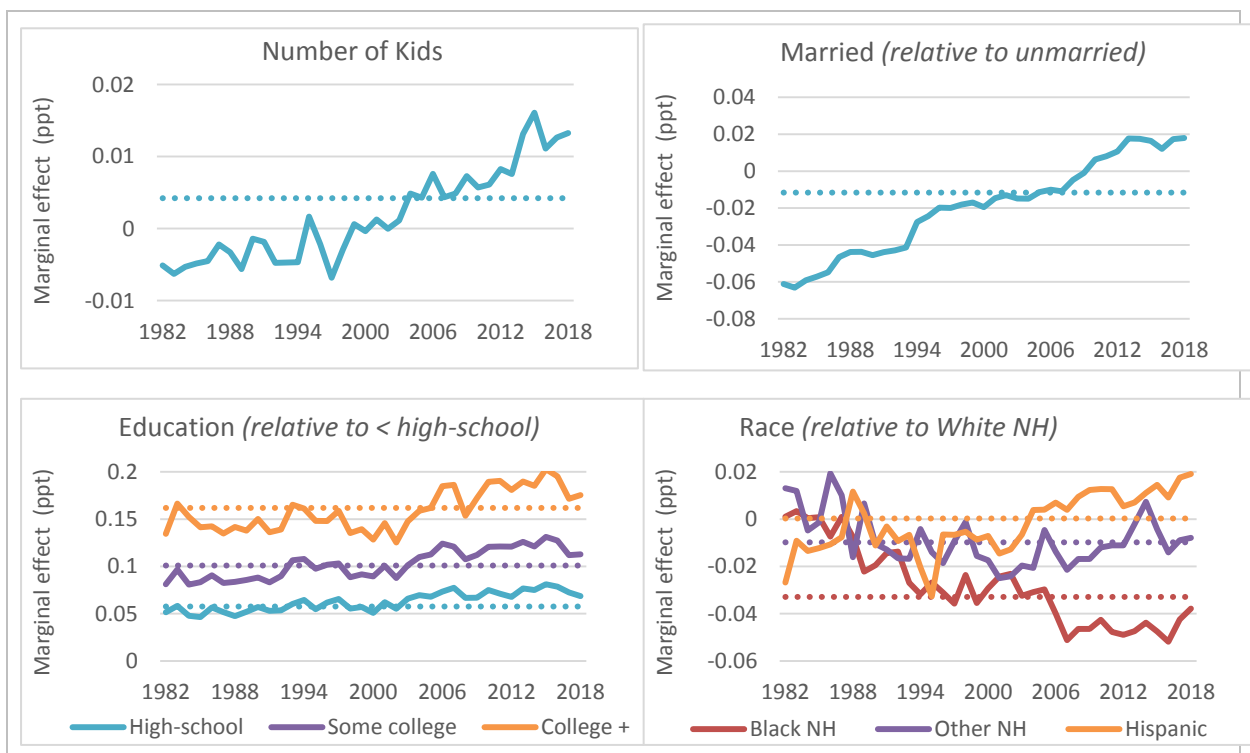 Number of Kids
Marginal effect (ppt)
0.02
0.01
0
-0.01
1982 1988 1994 2000 2006 2012 2018
Married (relative to unmarried)
Marginal effect (ppt)
0.04
0.02
0
-0.02
-0.04
-0.06
-0.08
1982 1988 1994 2000 2006 2012 2018
Education (relative to < high-school)
Marginal effect (ppt)
0.2
0.15
0.1
0.05
0
1982 1988 1994 2000 2006 2012 2018
High-school Some college College +
Race (relative to White NH)
Marginal effect (ppt)
0.02
0
-0.02
-0.04
-0.06
1982 1988 1994 2000 2006 2012 2018
Black NH Other NH Hispanic